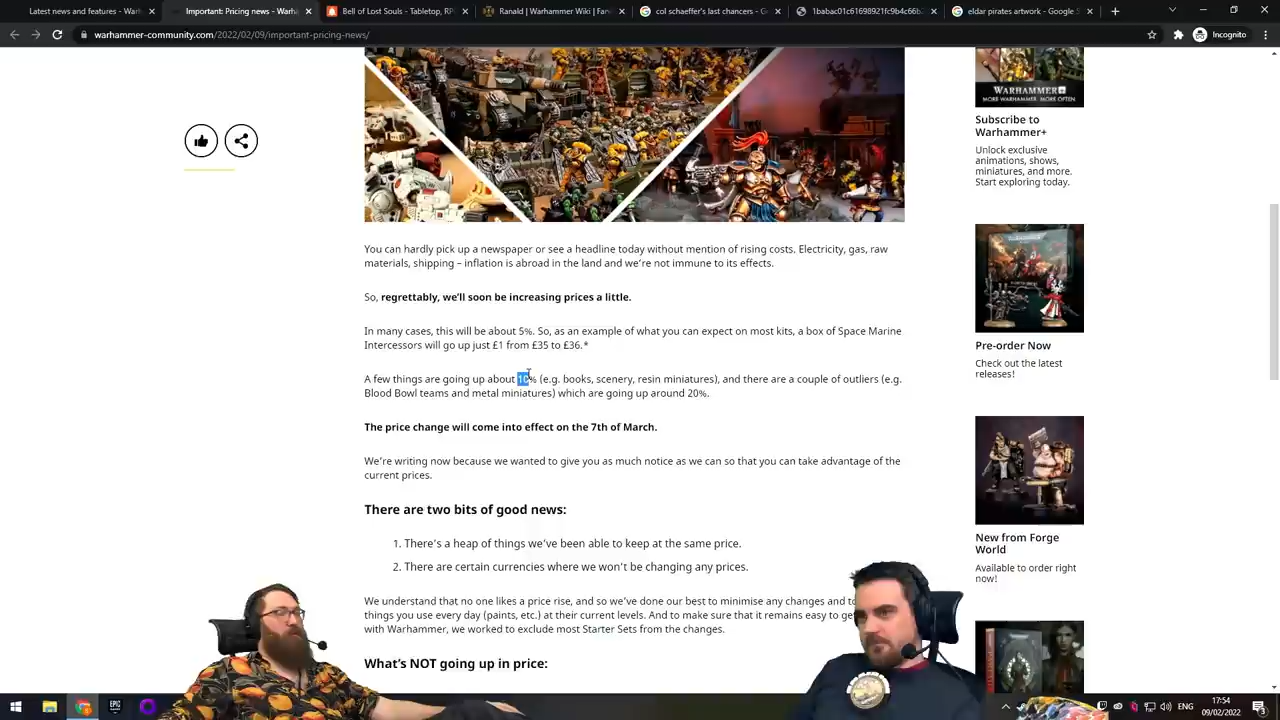 Latest news & features - Warha
Important: Pricing news - Warha
Bell of Lost Souls - Tabletop, RP
Ranald | Warhammer Wiki | Fan
col schaeffer's last chancers - G
1babac01c61698921fc9b4c66b2
eldar pirates artwork - Google S
warhammer-community.com/2022/02/09/important-pricing-news/
Incognito
WARHAMMER+
MORE WARHAMMER. MORE OFTEN.
Subscribe to
Warhammer+
Unlock exclusive
animations, shows,
miniatures, and more.
Start exploring today.
You can hardly pick up a newspaper or see a headline today without mention of rising costs. Electricity, gas, raw
materials, shipping – inflation is abroad in the land and we're not immune to its effects.
So, regrettably, we'll soon be increasing prices a little.
In many cases, this will be about 5%. So, as an example of what you can expect on most kits, a box of Space Marine
Intercessors will go up just £1 from £35 to £36.*
Pre-order Now
Check out the latest
releases!
A few things are going up about 10% (e.g. books, scenery, resin miniatures), and there are a couple of outliers (e.g.
Blood Bowl teams and metal miniatures) which are going up around 20%.
The price change will come into effect on the 7th of March.
We're writing now because we wanted to give you as much notice as we can so that you can take advantage of the
current prices.
There are two bits of good news:
1. There's a heap of things we've been able to keep at the same price.
2. There are certain currencies where we won't be changing any prices.
New from Forge
World
Available to order right
now!
We understand that no one likes a price rise, and so we've done our best to minimise any changes and to
things you use every day (paints, etc.) at their current levels. And to make sure that it remains easy to ge
with Warhammer, we worked to exclude most Starter Sets from the changes.
What's NOT going up in price:
EPIC
ENG
17:54
09/02/2022